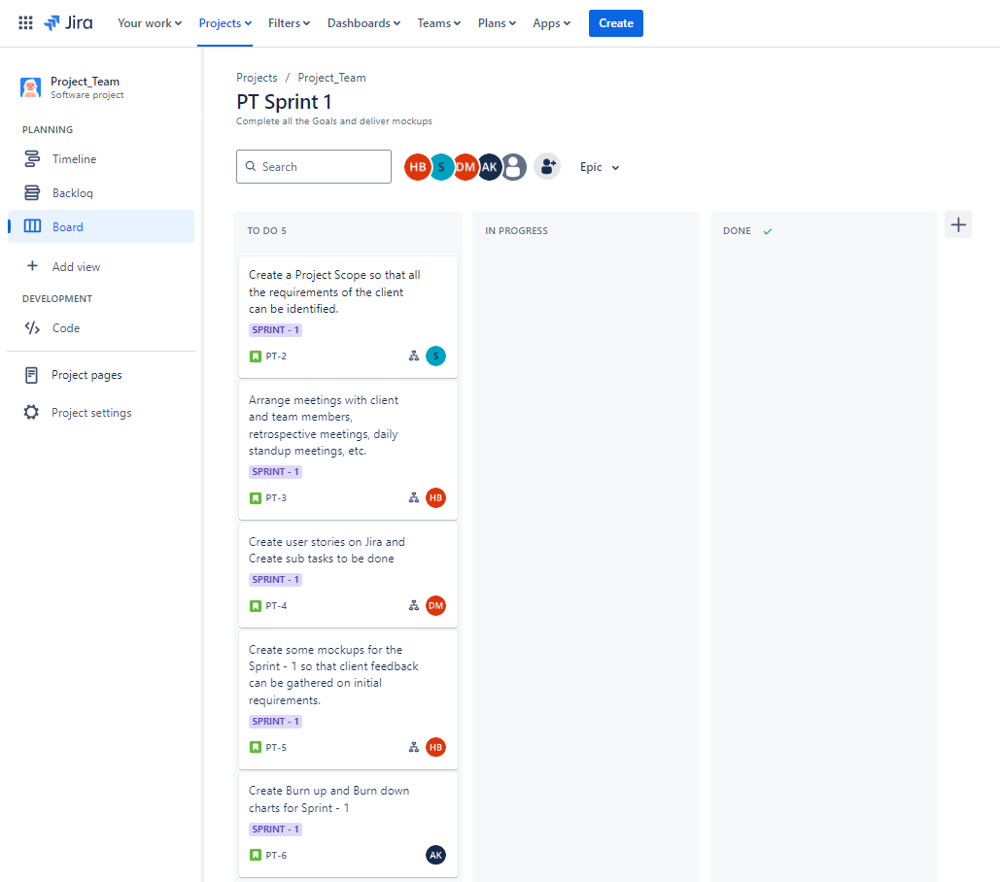 Jira
Your work
Projects
Filters
Dashboards
Teams
Plans
Apps
Create
Project_Team
Software project
PLANNING
Timeline
Backlog
Board
Add view
DEVELOPMENT
Code
Project pages
Project settings
Projects / Project_Team
PT Sprint 1
Complete all the Goals and deliver mockups
Search
HB S DM AK
Epic
TO DO 5
Create a Project Scope so that all
the requirements of the client
can be identified.
SPRINT - 1
PT-2
S
Arrange meetings with client
and team members,
retrospective meetings, daily
standup meetings, etc.
SPRINT - 1
PT-3
HB
Create user stories on Jira and
Create sub tasks to be done
SPRINT - 1
PT-4
DM
Create some mockups for the
Sprint - 1 so that client feedback
can be gathered on initial
requirements.
SPRINT - 1
PT-5
HB
Create Burn up and Burn down
charts for Sprint - 1
SPRINT - 1
PT-6
AK
IN PROGRESS
DONE